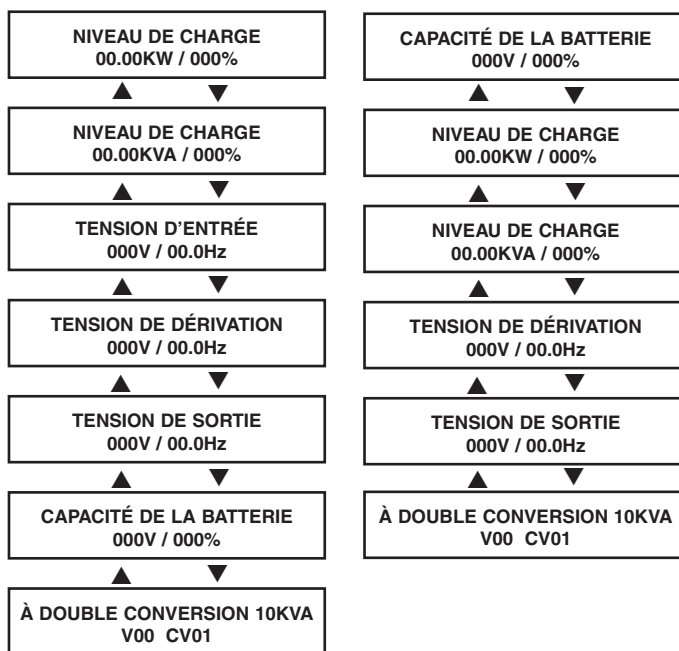 NIVEAU DE CHARGE
00.00KW / 000%
NIVEAU DE CHARGE
00.00KVA / 000%
TENSION D'ENTRÉE
000V / 00.0Hz
TENSION DE DÉRIVATION
000V / 00.0Hz
TENSION DE SORTIE
000V / 00.0Hz
CAPACITÉ DE LA BATTERIE
000V / 000%
À DOUBLE CONVERSION 10KVA
V00 CV01
CAPACITÉ DE LA BATTERIE
000V / 000%
NIVEAU DE CHARGE
00.00KW / 000%
NIVEAU DE CHARGE
00.00KVA / 000%
TENSION DE DÉRIVATION
000V / 00.0Hz
TENSION DE SORTIE
000V / 00.0Hz
À DOUBLE CONVERSION 10KVA
V00 CV01